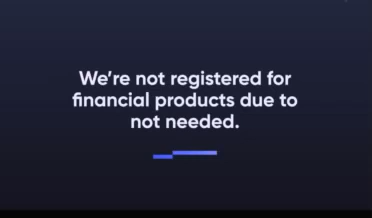 We're not registered for
financial products due to
not needed.